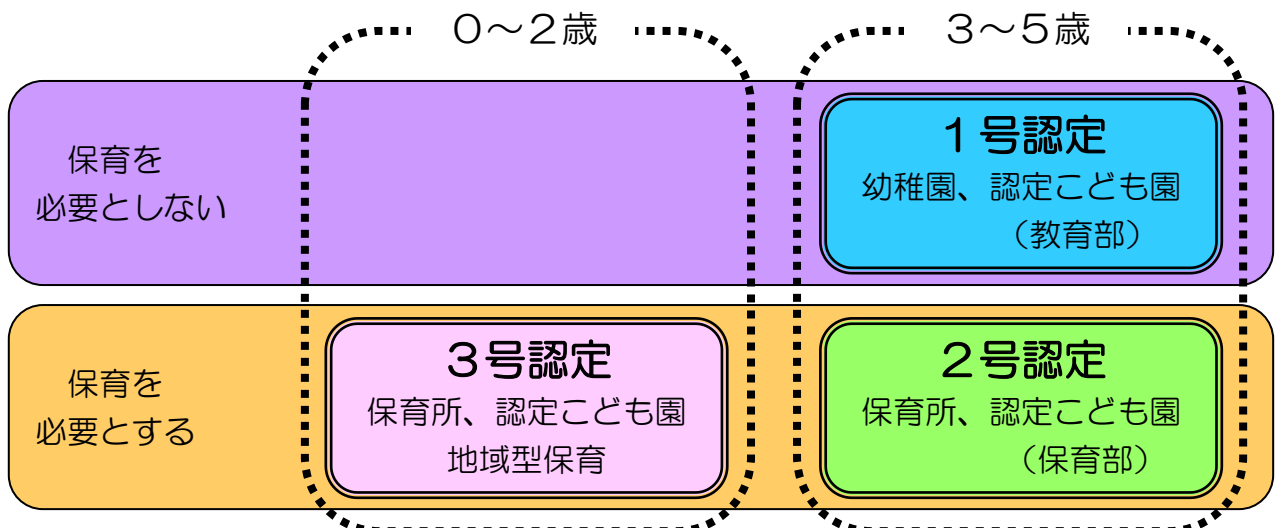 ０～２歳
３～５歳
保育を
必要としない
１号認定
幼稚園、認定こども園
（教育部）
保育を
必要とする
３号認定
保育所、認定こども園
地域型保育
２号認定
保育所、認定こども園
（保育部）